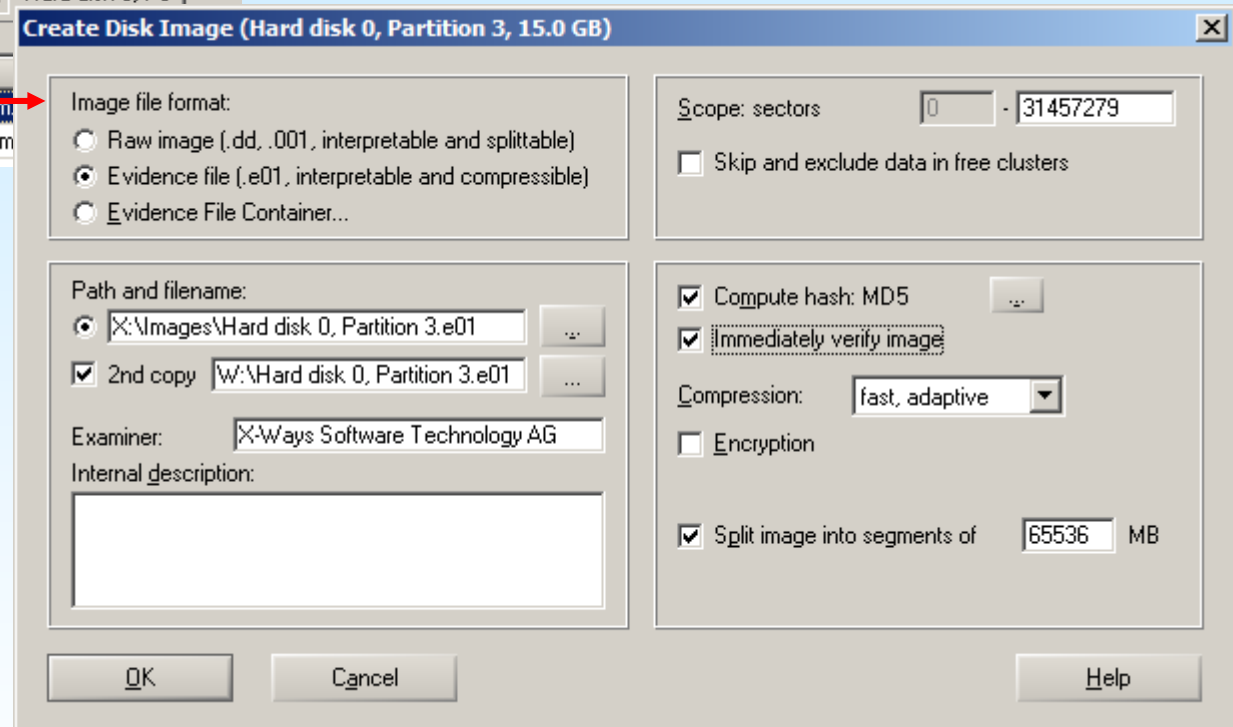 Create Disk Image (Hard disk 0, Partition 3, 15.0 GB)
Image file format:
Raw image (.dd, .001, interpretable and splittable)
Evidence file (.e01, interpretable and compressible)
Evidence File Container...
Scope: sectors 0 - 31457279
Skip and exclude data in free clusters
Path and filename:
X:\Images\Hard disk 0, Partition 3.e01 ...
2nd copy W:\Hard disk 0, Partition 3.e01 ...
Examiner: X-Ways Software Technology AG
Internal description:
Compute hash: MD5 ...
Immediately verify image
Compression: fast, adaptive
Encryption
Split image into segments of 65536 MB
OK Cancel Help